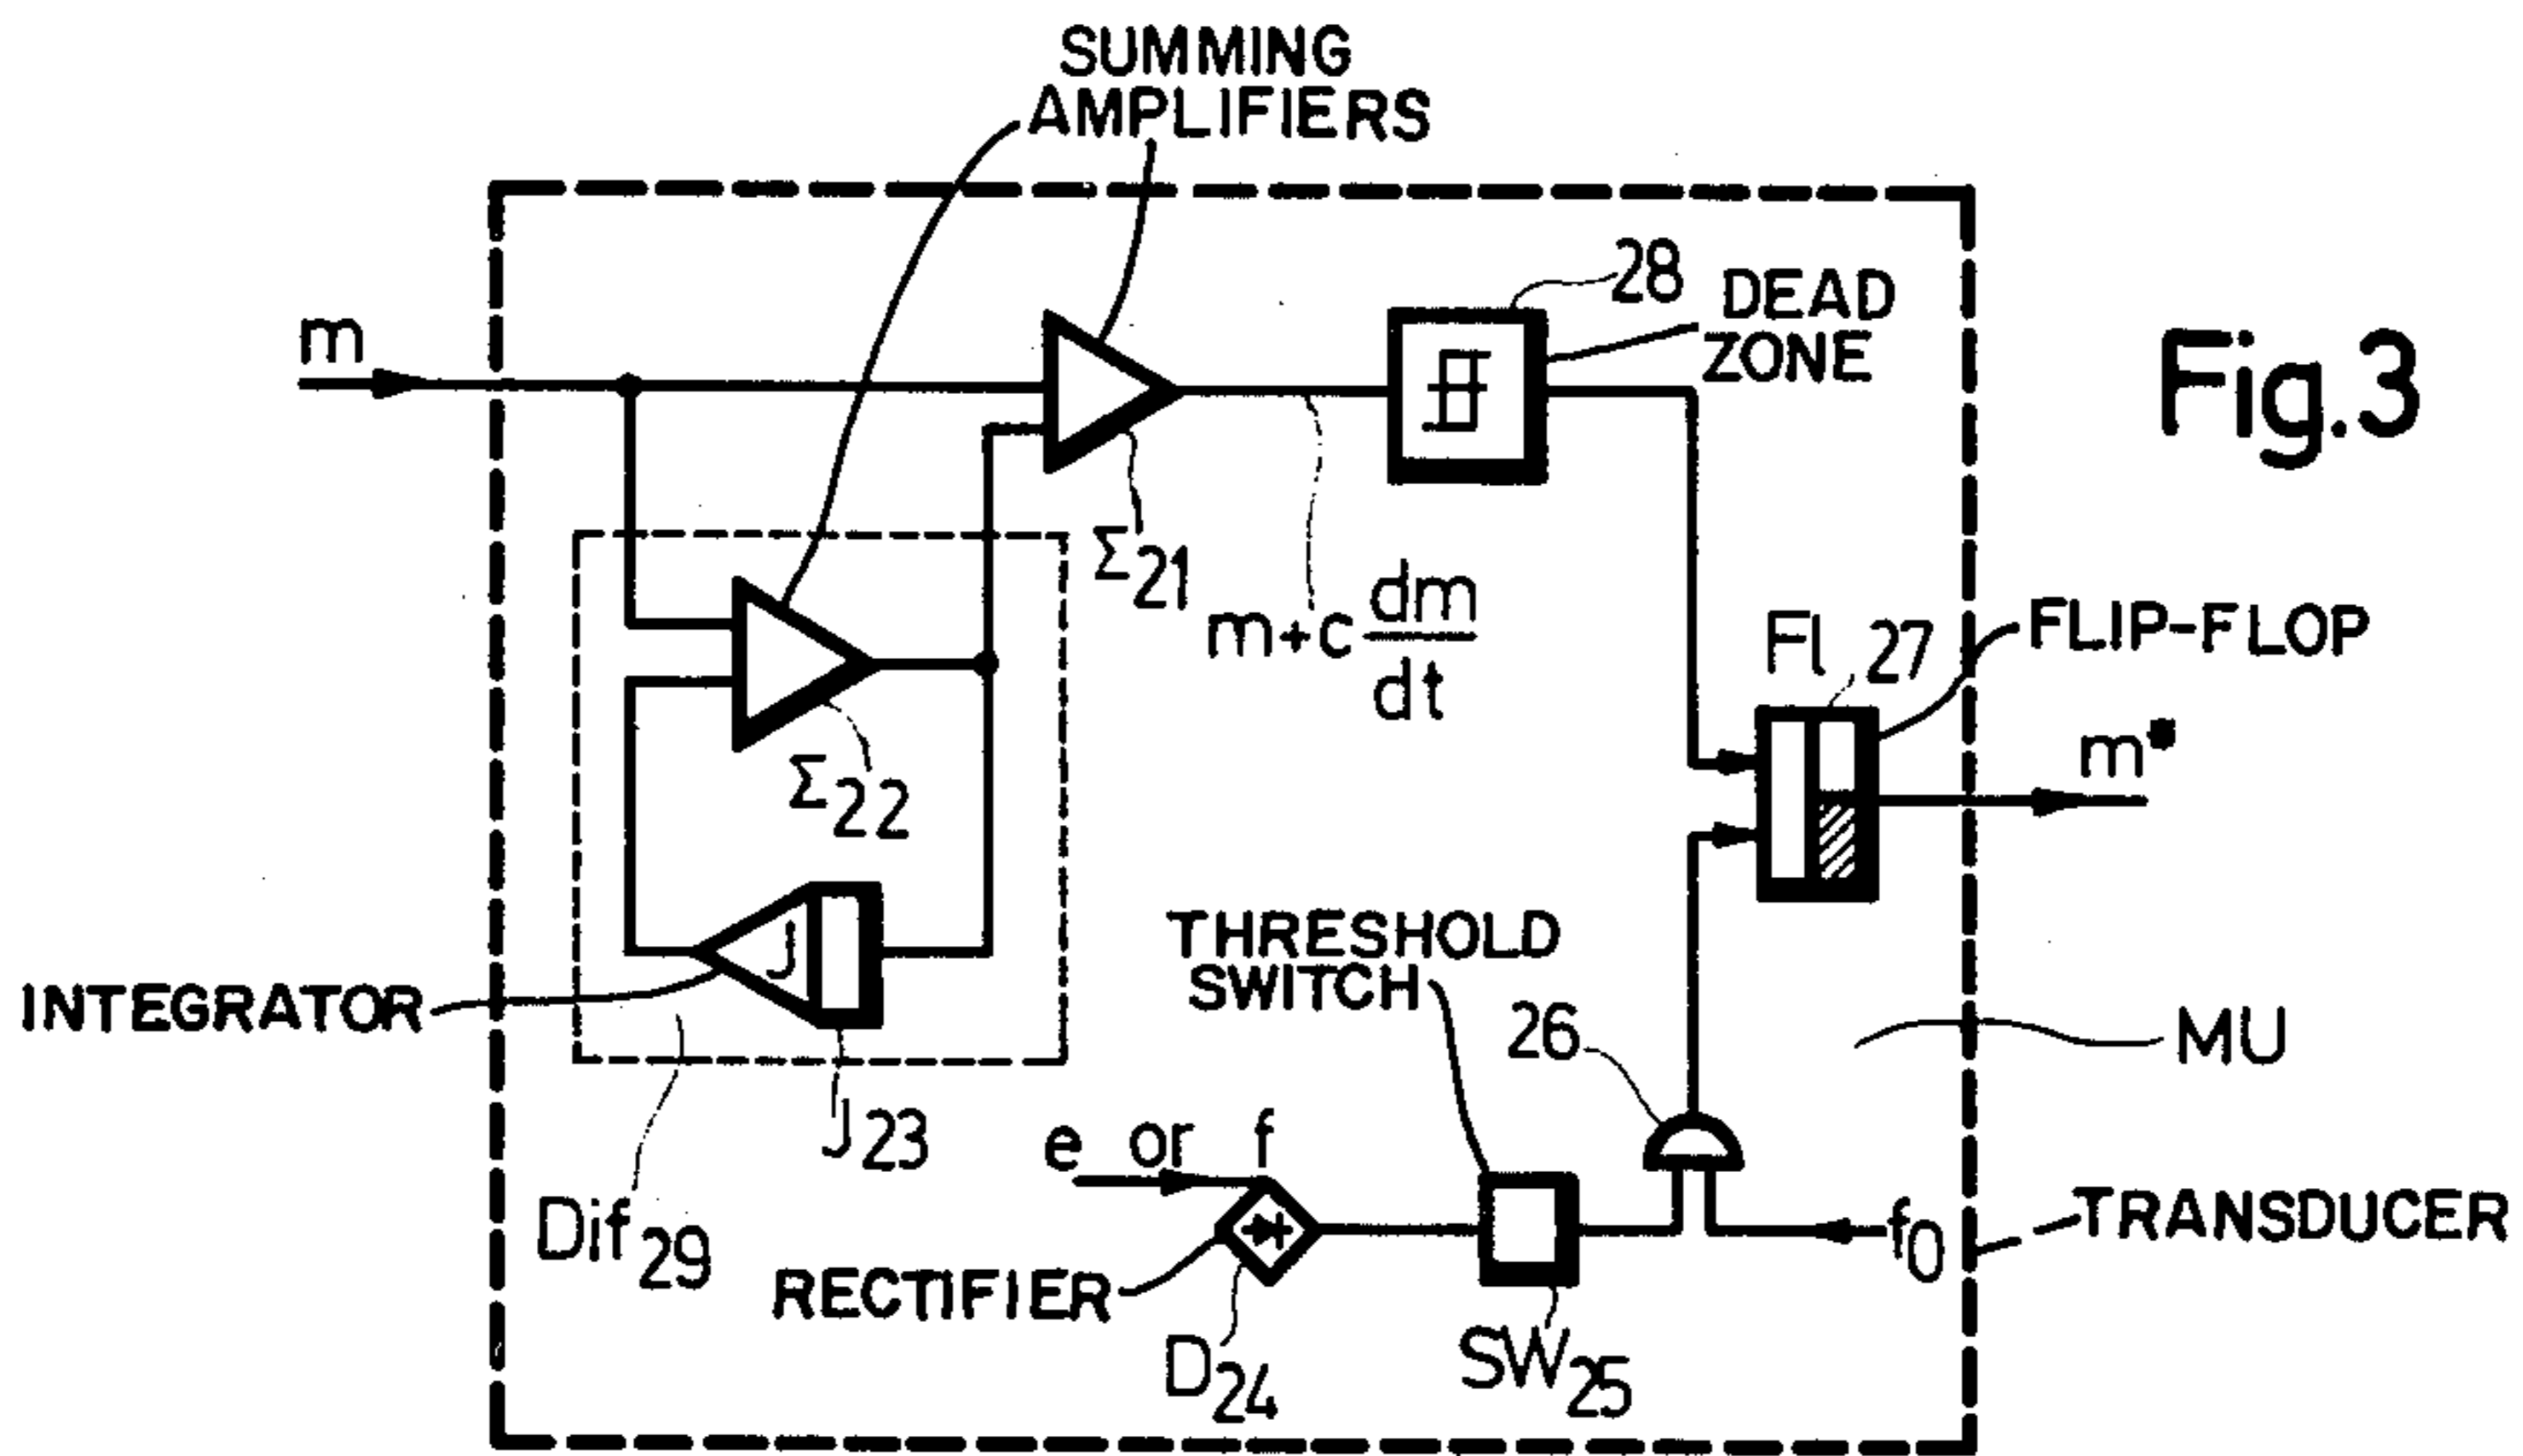 SUMMING
AMPLIFIERS
28
DEAD
ZONE
m
Fig.3
Σ21
m+c dm/dt
Fl 27
FLIP-FLOP
m*
Σ22
THRESHOLD
SWITCH
26
INTEGRATOR
J
MU
J23
e or f
Dif29
RECTIFIER
f0
TRANSDUCER
D24
SW25